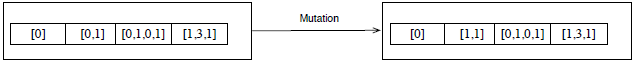 Mutation
[0] [0,1] [0,1,0,1] [1,3,1] [0] [1,1] [0,1,0,1] [1,3,1]